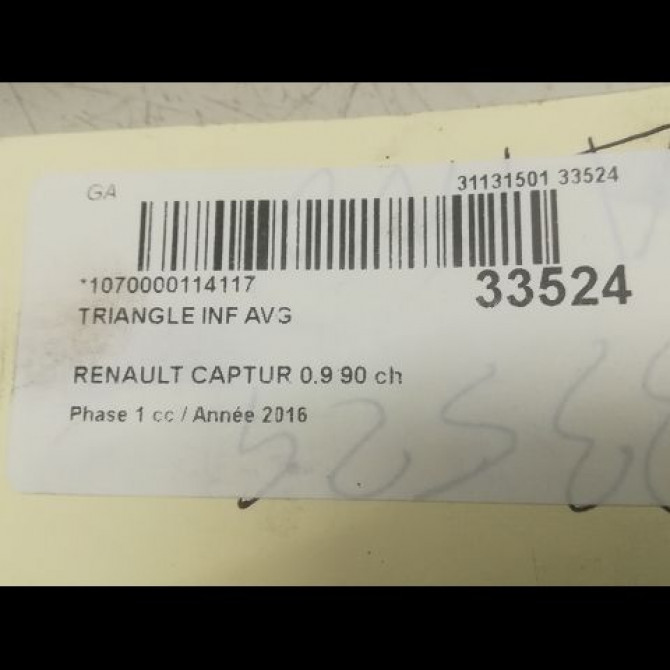 GA
31131501 33524
*1070000114117
33524
TRIANGLE INF AVG
RENAULT CAPTUR 0.9 90 ch
Phase 1 cc / Année 2016